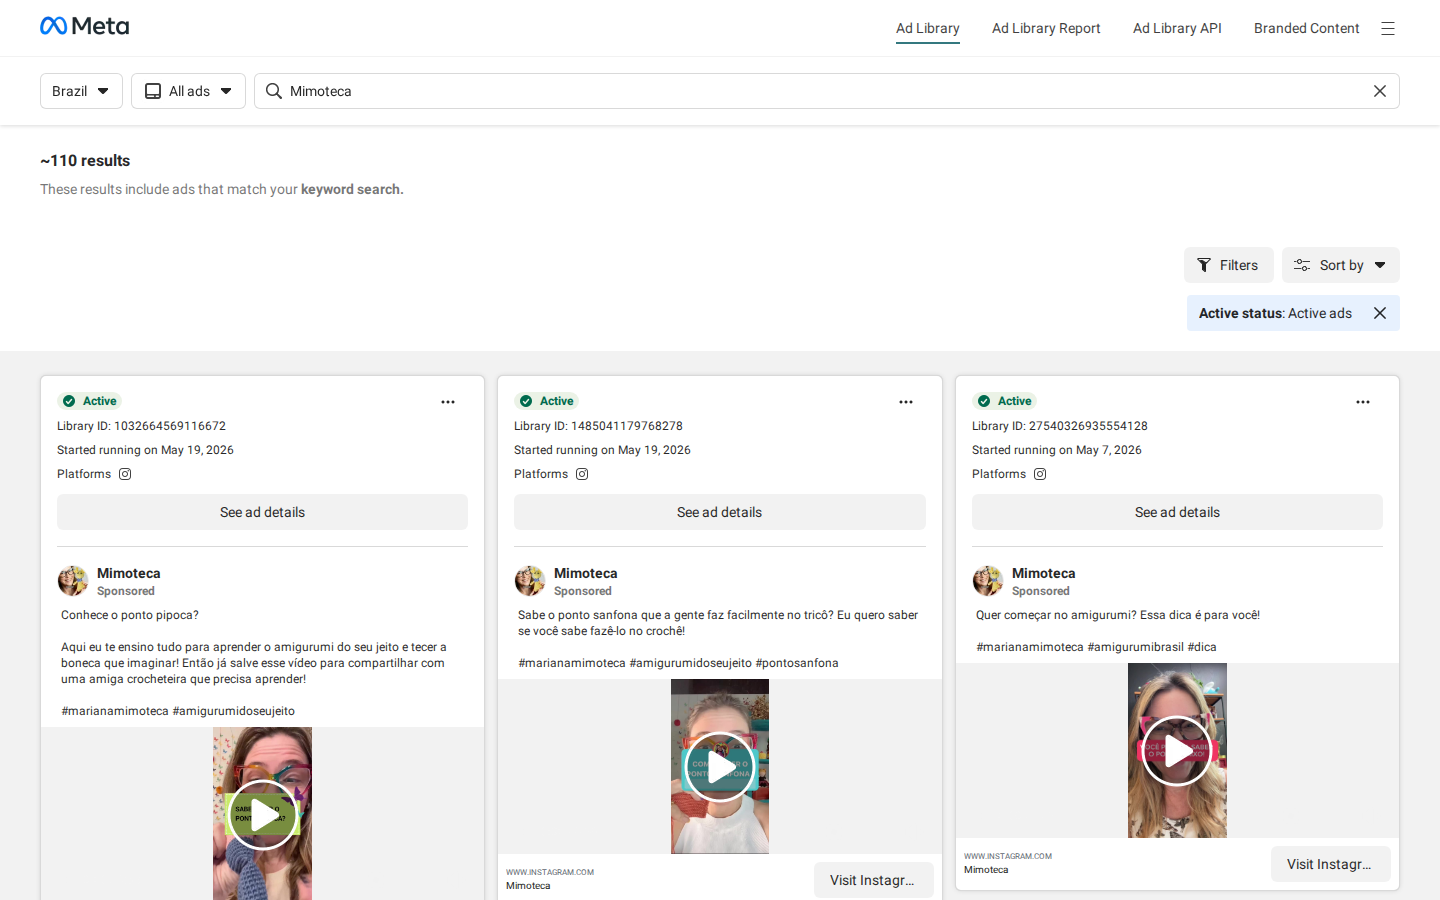 Meta
Ad Library
Ad Library Report
Ad Library API
Branded Content
Brazil
All ads
Mimoteca
~110 results
These results include ads that match your keyword search.
Filters
Sort by
Active status: Active ads
Active
Library ID: 1032664569116672
Started running on May 19, 2026
Platforms
See ad details
Mimoteca
Sponsored
Conhece o ponto pipoca?
Aqui eu te ensino tudo para aprender o amigurumi do seu jeito e tecer a
boneca que imaginar! Então já salve esse vídeo para compartilhar com
uma amiga crocheteira que precisa aprender!
#marianamimoteca #amigurumidoseujeito
Active
Library ID: 1485041179768278
Started running on May 19, 2026
Platforms
See ad details
Mimoteca
Sponsored
Sabe o ponto sanfona que a gente faz facilmente no tricô? Eu quero saber
se você sabe fazê-lo no crochê!
#marianamimoteca #amigurumidoseujeito #pontosanfona
WWW.INSTAGRAM.COM
Mimoteca
Visit Instagr...
Active
Library ID: 27540326935554128
Started running on May 7, 2026
Platforms
See ad details
Mimoteca
Sponsored
Quer começar no amigurumi? Essa dica é para você!
#marianamimoteca #amigurumibrasil #dica
WWW.INSTAGRAM.COM
Mimoteca
Visit Instagr...